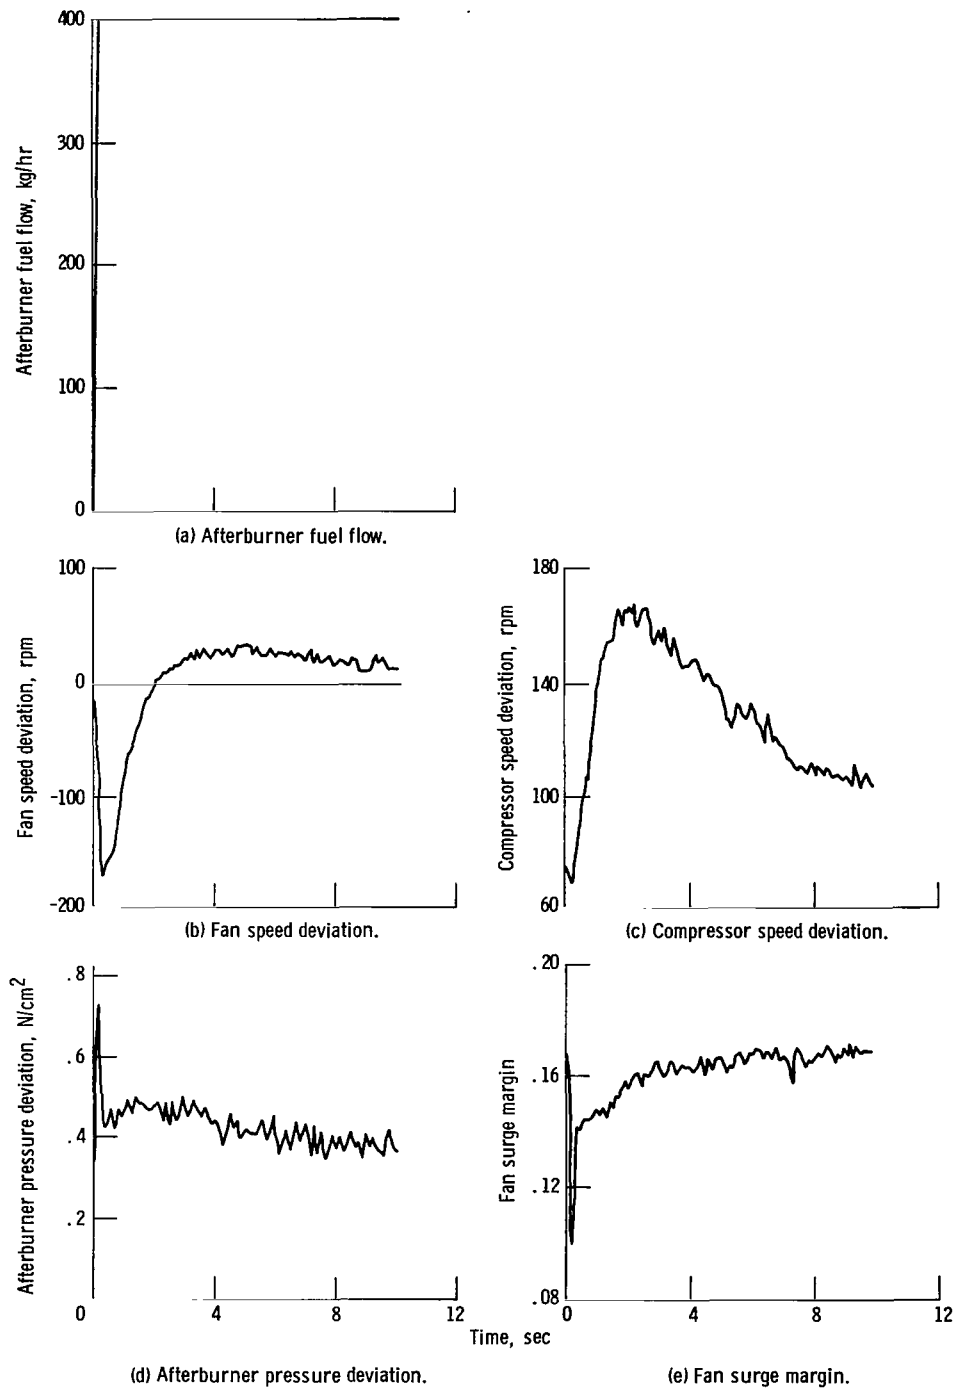 400
300
200
100
0
Afterburner fuel flow, kg/hr
(a) Afterburner fuel flow.
100
0
-100
-200
Fan speed deviation, rpm
(b) Fan speed deviation.
180
140
100
60
Compressor speed deviation, rpm
(c) Compressor speed deviation.
.8
.6
.4
.2
0 4 8 12
Afterburner pressure deviation, N/cm²
(d) Afterburner pressure deviation.
.20
.16
.12
.08
0 4 8 12
Fan surge margin
Time, sec
(e) Fan surge margin.